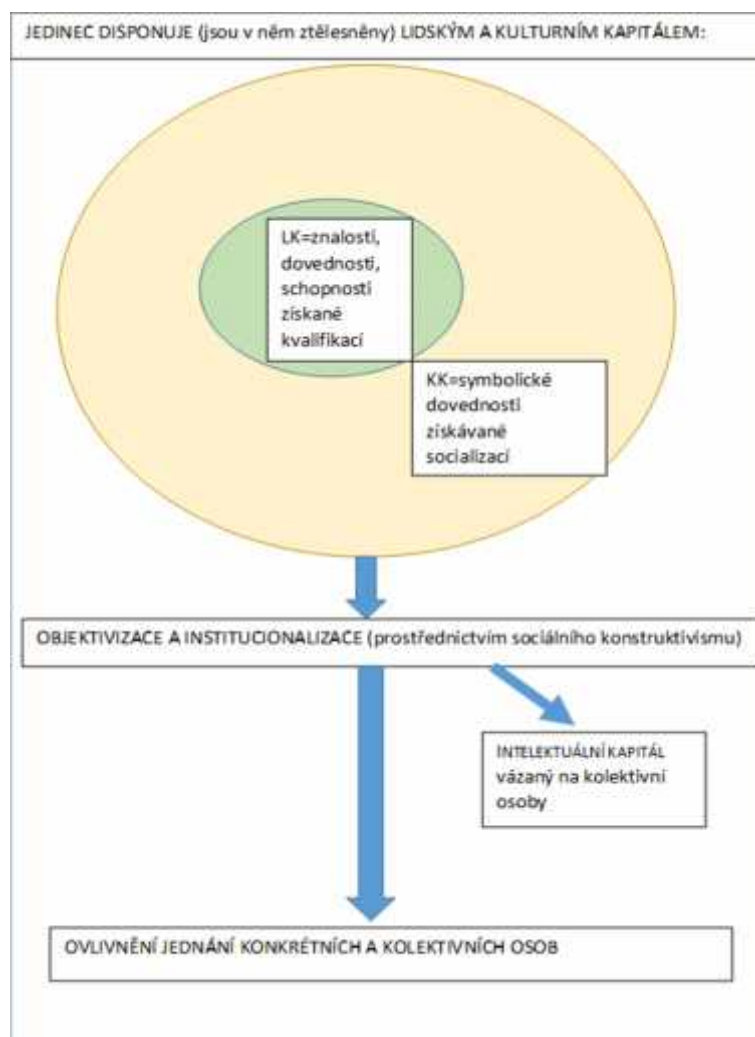 JEDINEC DISPONUJE (jsou v něm ztělesněny) LIDSKÝM A KULTURNÍM KAPITÁLEM:
LK=znalosti,
dovednosti,
schopnosti
získané
kvalifikací
KK=symbolické
dovednosti
získávané
socializací
OBJEKTIVIZACE A INSTITUCIONALIZACE (prostřednictvím sociálního konstruktivismu)
INTELEKTUÁLNÍ KAPITÁL
vázaný na kolektivní
osoby
OVLIVNĚNÍ JEDNÁNÍ KONKRÉTNÍCH A KOLEKTIVNÍCH OSOB